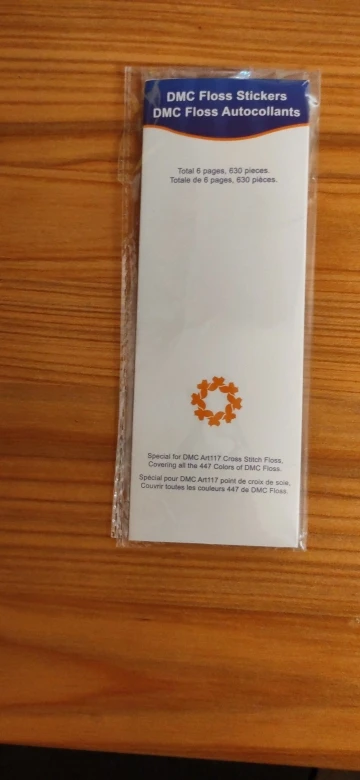 DMC Floss Stickers
DMC Floss Autocollants
Total 6 pages, 630 pieces.
Totale de 6 pages, 630 pièces.
Special for DMC Art117 Cross Stitch Floss,
Covering all the 447 Colors of DMC Floss.
Spécial pour DMC Art117 point de croix de soie,
Couvrir toutes les couleurs 447 de DMC Floss.